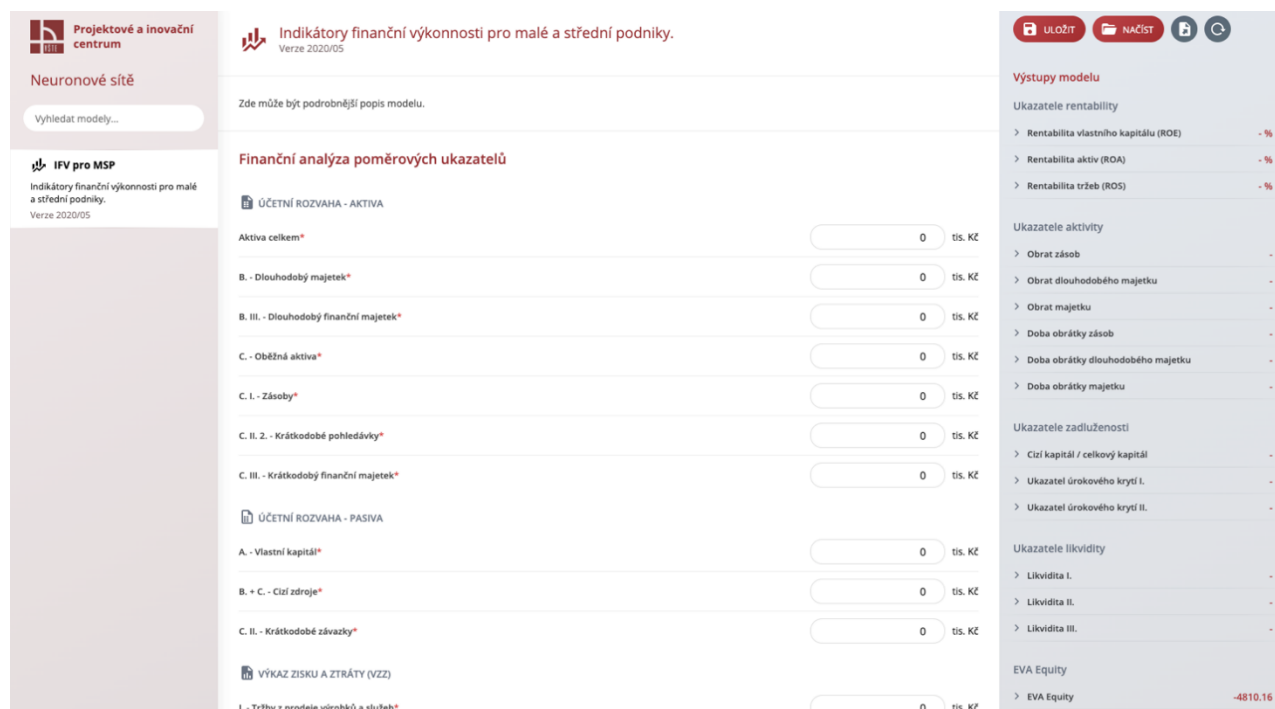 Projektové a inovační
centrum
VŠTE
Neuronové sítě
Vyhledat modely...
IFV pro MSP
Indikátory finanční výkonnosti pro malé
a střední podniky.
Verze 2020/05
Indikátory finanční výkonnosti pro malé a střední podniky.
Verze 2020/05
Zde může být podrobnější popis modelu.
Finanční analýza poměrových ukazatelů
ÚČETNÍ ROZVAHA - AKTIVA
Aktiva celkem* 0 tis. Kč
B. - Dlouhodobý majetek* 0 tis. Kč
B. III. - Dlouhodobý finanční majetek* 0 tis. Kč
C. - Oběžná aktiva* 0 tis. Kč
C. I. - Zásoby* 0 tis. Kč
C. II. 2. - Krátkodobé pohledávky* 0 tis. Kč
C. III. - Krátkodobý finanční majetek* 0 tis. Kč
ÚČETNÍ ROZVAHA - PASIVA
A. - Vlastní kapitál* 0 tis. Kč
B. + C. - Cizí zdroje* 0 tis. Kč
C. II. - Krátkodobé závazky* 0 tis. Kč
VÝKAZ ZISKU A ZTRÁTY (VZZ)
I. - Tržby z prodeje výrobků a služeb* 0 tis. Kč
ULOŽIT
NAČÍST
Výstupy modelu
Ukazatele rentability
> Rentabilita vlastního kapitálu (ROE) - %
> Rentabilita aktiv (ROA) - %
> Rentabilita tržeb (ROS) - %
Ukazatele aktivity
> Obrat zásob -
> Obrat dlouhodobého majetku -
> Obrat majetku -
> Doba obrátky zásob -
> Doba obrátky dlouhodobého majetku -
> Doba obrátky majetku -
Ukazatele zadluženosti
> Cizí kapitál / celkový kapitál -
> Ukazatel úrokového krytí I. -
> Ukazatel úrokového krytí II. -
Ukazatele likvidity
> Likvidita I. -
> Likvidita II. -
> Likvidita III. -
EVA Equity
> EVA Equity -4810.16